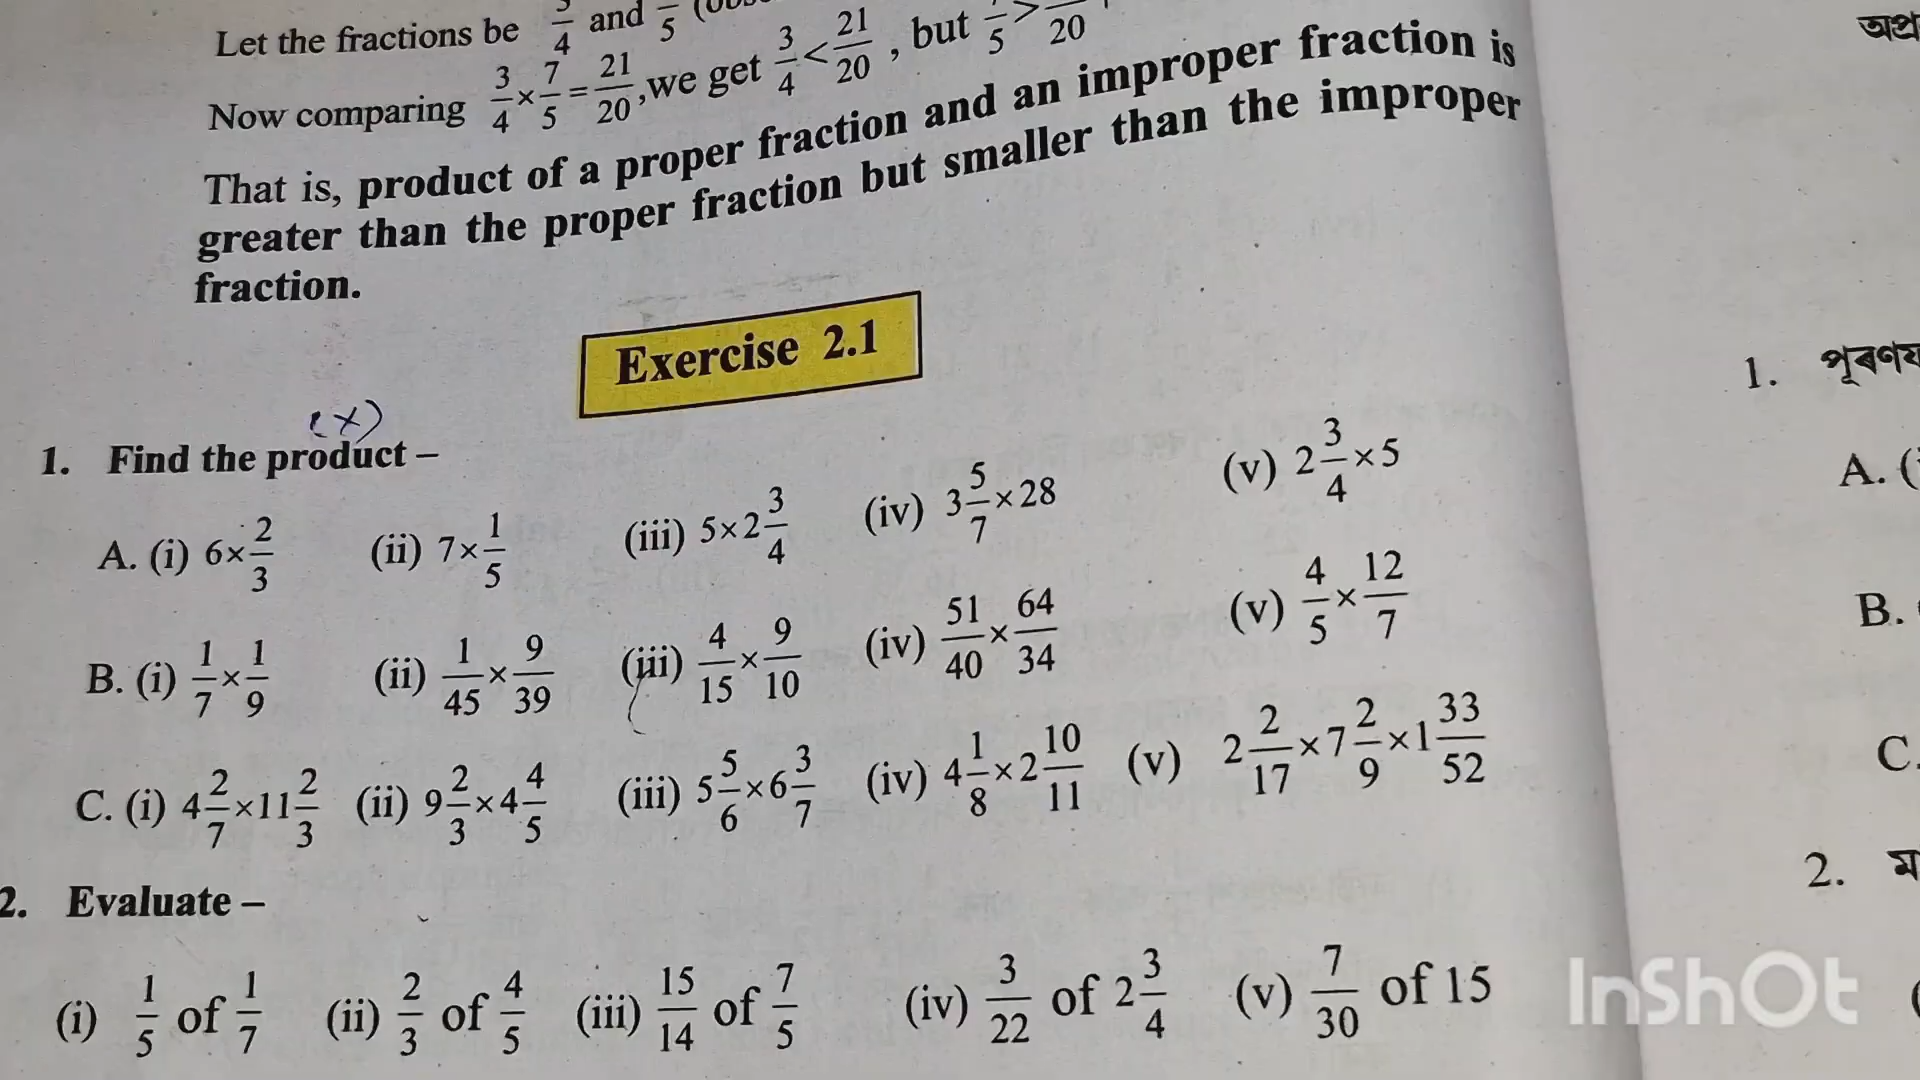 Let the fractions be 3/4 and 7/5
Now comparing 3/4 × 7/5 = 21/20, we get 3/4 < 21/20, but 7/5 > 21/20
That is, product of a proper fraction and an improper fraction is
greater than the proper fraction but smaller than the improper
fraction.
Exercise 2.1
(×)
1. Find the product –
A. (i) 6×2/3 (ii) 7×1/5 (iii) 5×2 3/4 (iv) 3 5/7 × 28 (v) 2 3/4 × 5
B. (i) 1/7 × 1/9 (ii) 1/45 × 9/39 (iii) 4/15 × 9/10 (iv) 51/40 × 64/34 (v) 4/5 × 12/7
C. (i) 4 2/7 × 11 2/3 (ii) 9 2/3 × 4 4/5 (iii) 5 5/6 × 6 3/7 (iv) 4 1/8 × 2 10/11 (v) 2 2/17 × 7 2/9 × 1 33/52
2. Evaluate –
(i) 1/5 of 1/7 (ii) 2/3 of 4/5 (iii) 15/14 of 7/5 (iv) 3/22 of 2 3/4 (v) 7/30 of 15
1.
A. (
B.
C.
2.
InShOt